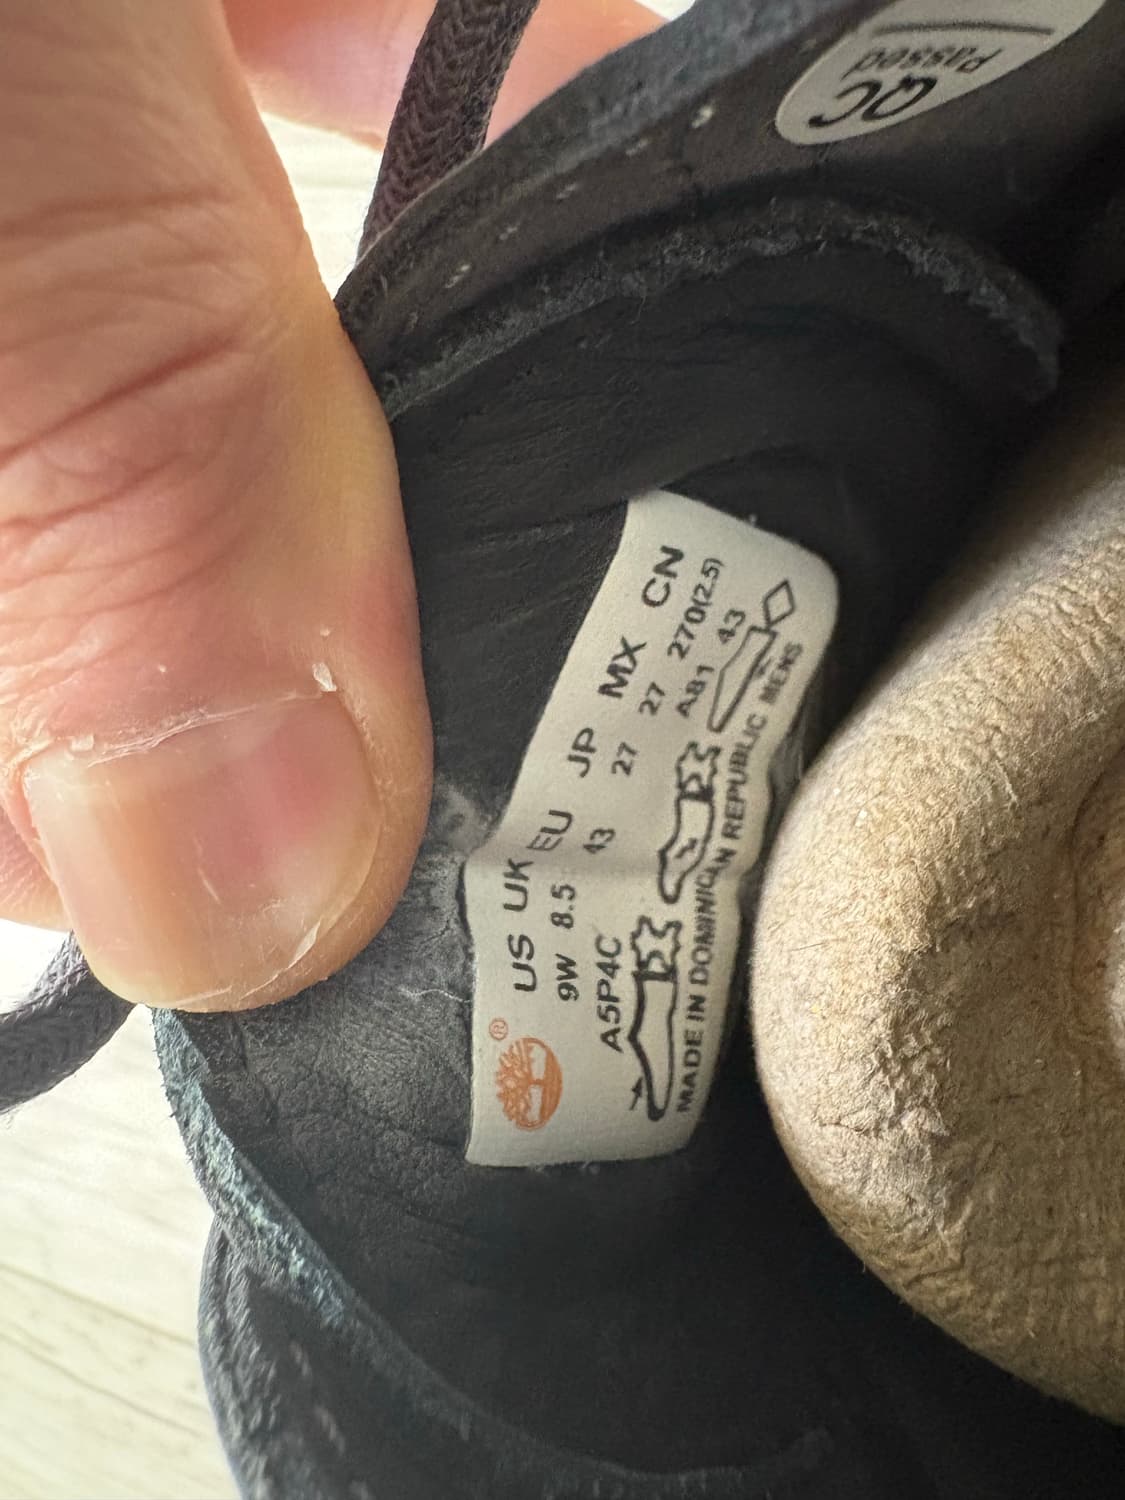 QC
Passed
®
US UK EU JP MX CN
9W 8.5 43 27 27 270(2.5)
A5P4C A81 43
MADE IN DOMINICAN REPUBLIC MENS